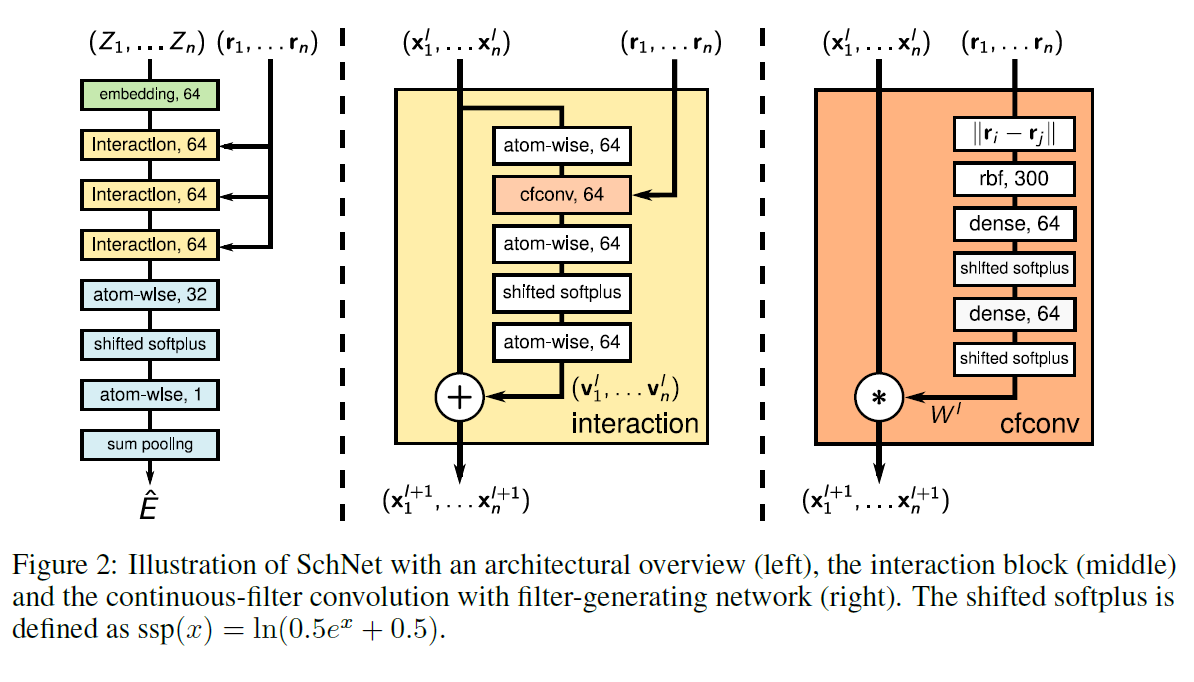 (Z₁, … Zₙ) (r₁, … rₙ)
embedding, 64
Interaction, 64
Interaction, 64
Interaction, 64
atom-wise, 32
shifted softplus
atom-wise, 1
sum pooling
Ê
(x₁ˡ, … xₙˡ) (r₁, … rₙ)
atom-wise, 64
cfconv, 64
atom-wise, 64
shifted softplus
atom-wise, 64
+
(v₁ˡ, … vₙˡ)
interaction
(x₁ˡ⁺¹, … xₙˡ⁺¹)
(x₁ˡ, … xₙˡ) (r₁, … rₙ)
||rᵢ − rⱼ||
rbf, 300
dense, 64
shifted softplus
dense, 64
shifted softplus
*
Wˡ
cfconv
(x₁ˡ⁺¹, … xₙˡ⁺¹)
Figure 2: Illustration of SchNet with an architectural overview (left), the interaction block (middle)
and the continuous-filter convolution with filter-generating network (right). The shifted softplus is
defined as ssp(x) = ln(0.5eˣ + 0.5).